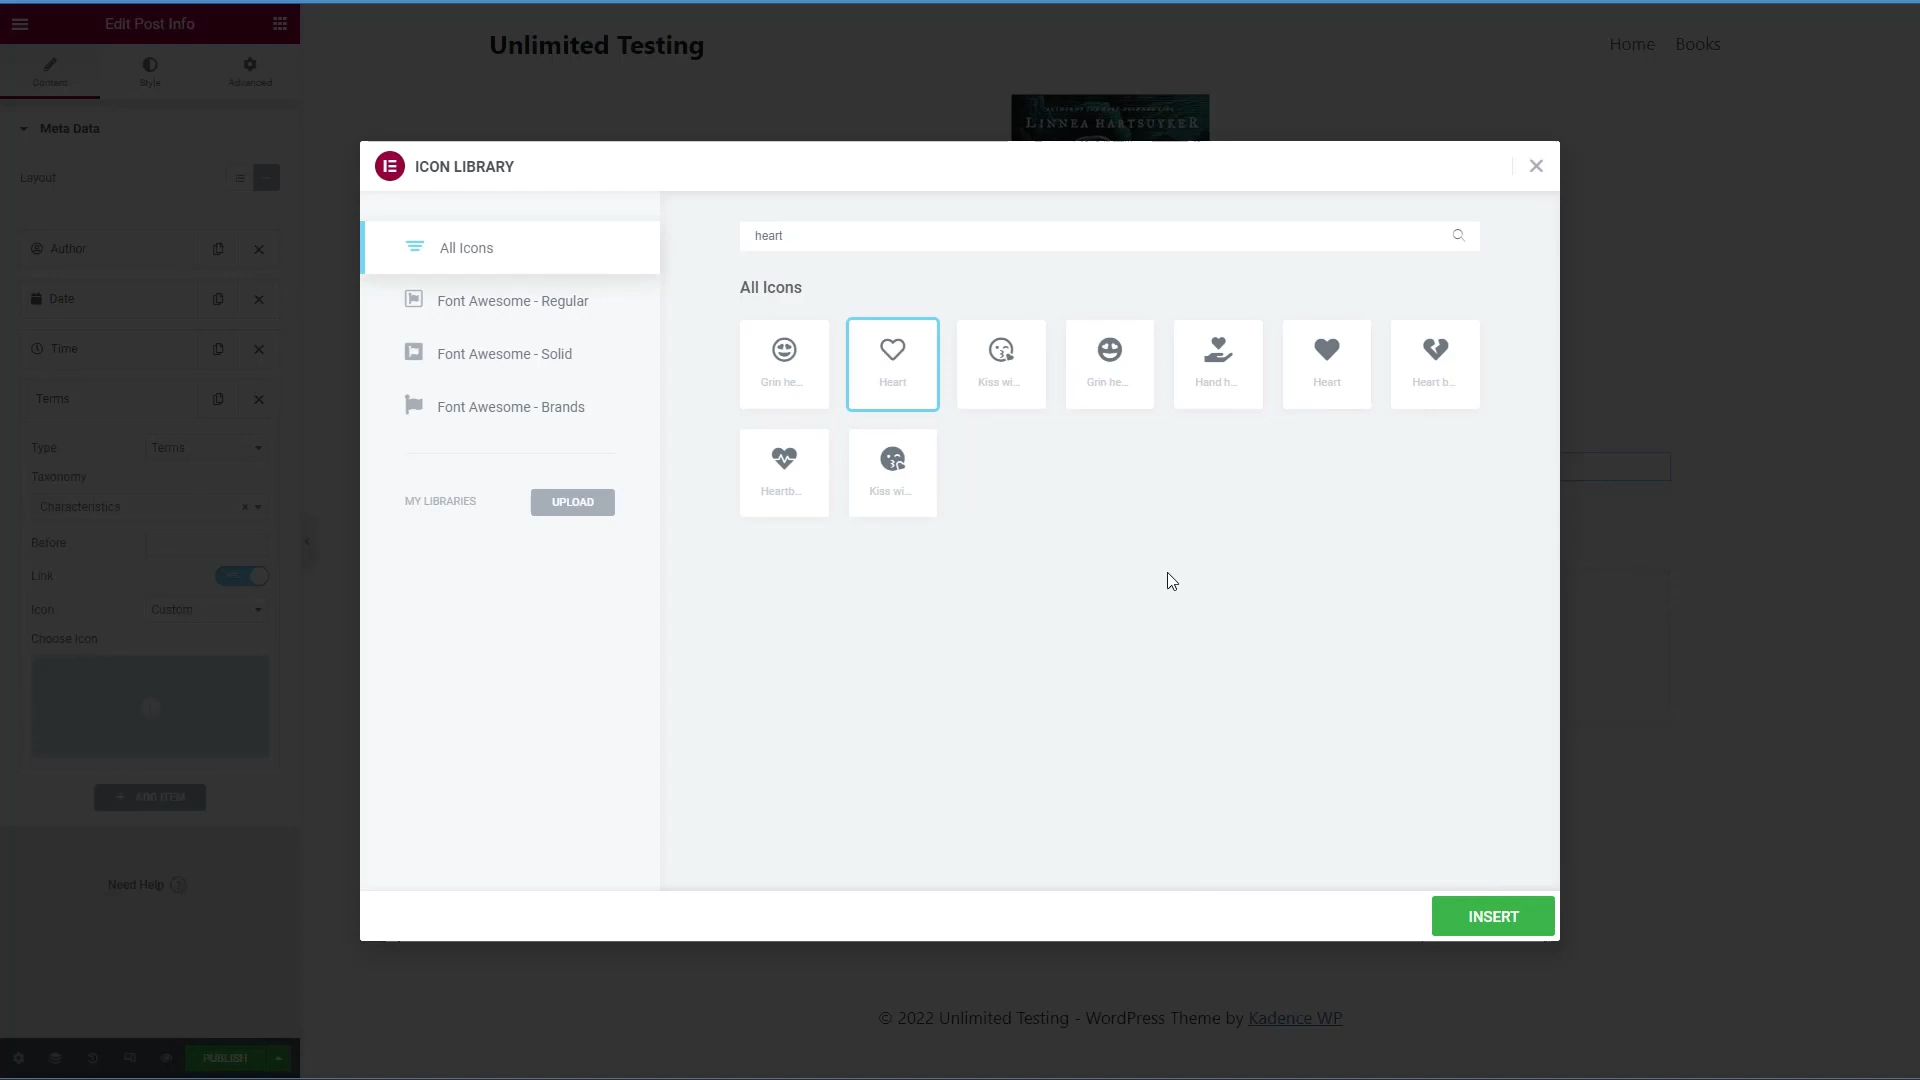 Edit Post Info
Content
Style
Advanced
Meta Data
Layout
Author
Date
Time
Terms
Type
Terms
Taxonomy
Characteristics
Before
Link
YES
Icon
Custom
Choose Icon
ADD ITEM
Need Help
PUBLISH
Unlimited Testing
Home
Books
LINNEA HARTSUYKER
ICON LIBRARY
All Icons
Font Awesome - Regular
Font Awesome - Solid
Font Awesome - Brands
MY LIBRARIES
UPLOAD
heart
All Icons
Grin he...
Heart
Kiss wi...
Grin he...
Hand h...
Heart
Heart b...
Heartb...
Kiss wi...
INSERT
© 2022 Unlimited Testing - WordPress Theme by Kadence WP